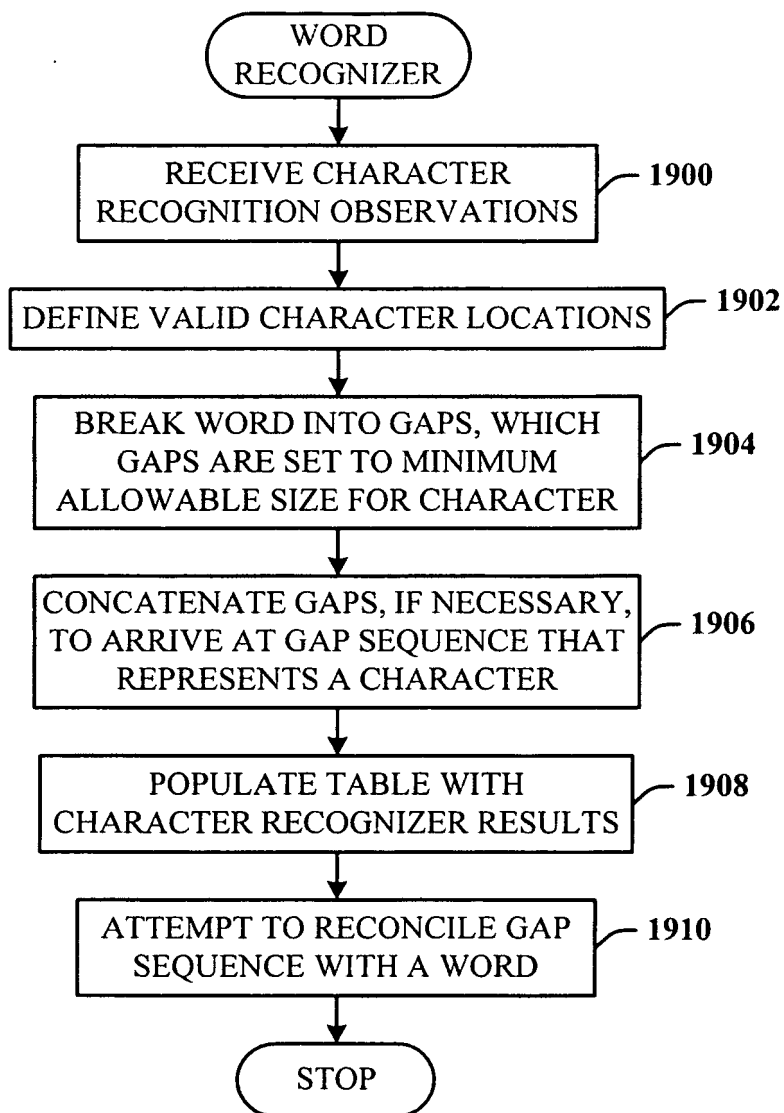 WORD
RECOGNIZER
RECEIVE CHARACTER
RECOGNITION OBSERVATIONS
1900
DEFINE VALID CHARACTER LOCATIONS
1902
BREAK WORD INTO GAPS, WHICH
GAPS ARE SET TO MINIMUM
ALLOWABLE SIZE FOR CHARACTER
1904
CONCATENATE GAPS, IF NECESSARY,
TO ARRIVE AT GAP SEQUENCE THAT
REPRESENTS A CHARACTER
1906
POPULATE TABLE WITH
CHARACTER RECOGNIZER RESULTS
1908
ATTEMPT TO RECONCILE GAP
SEQUENCE WITH A WORD
1910
STOP